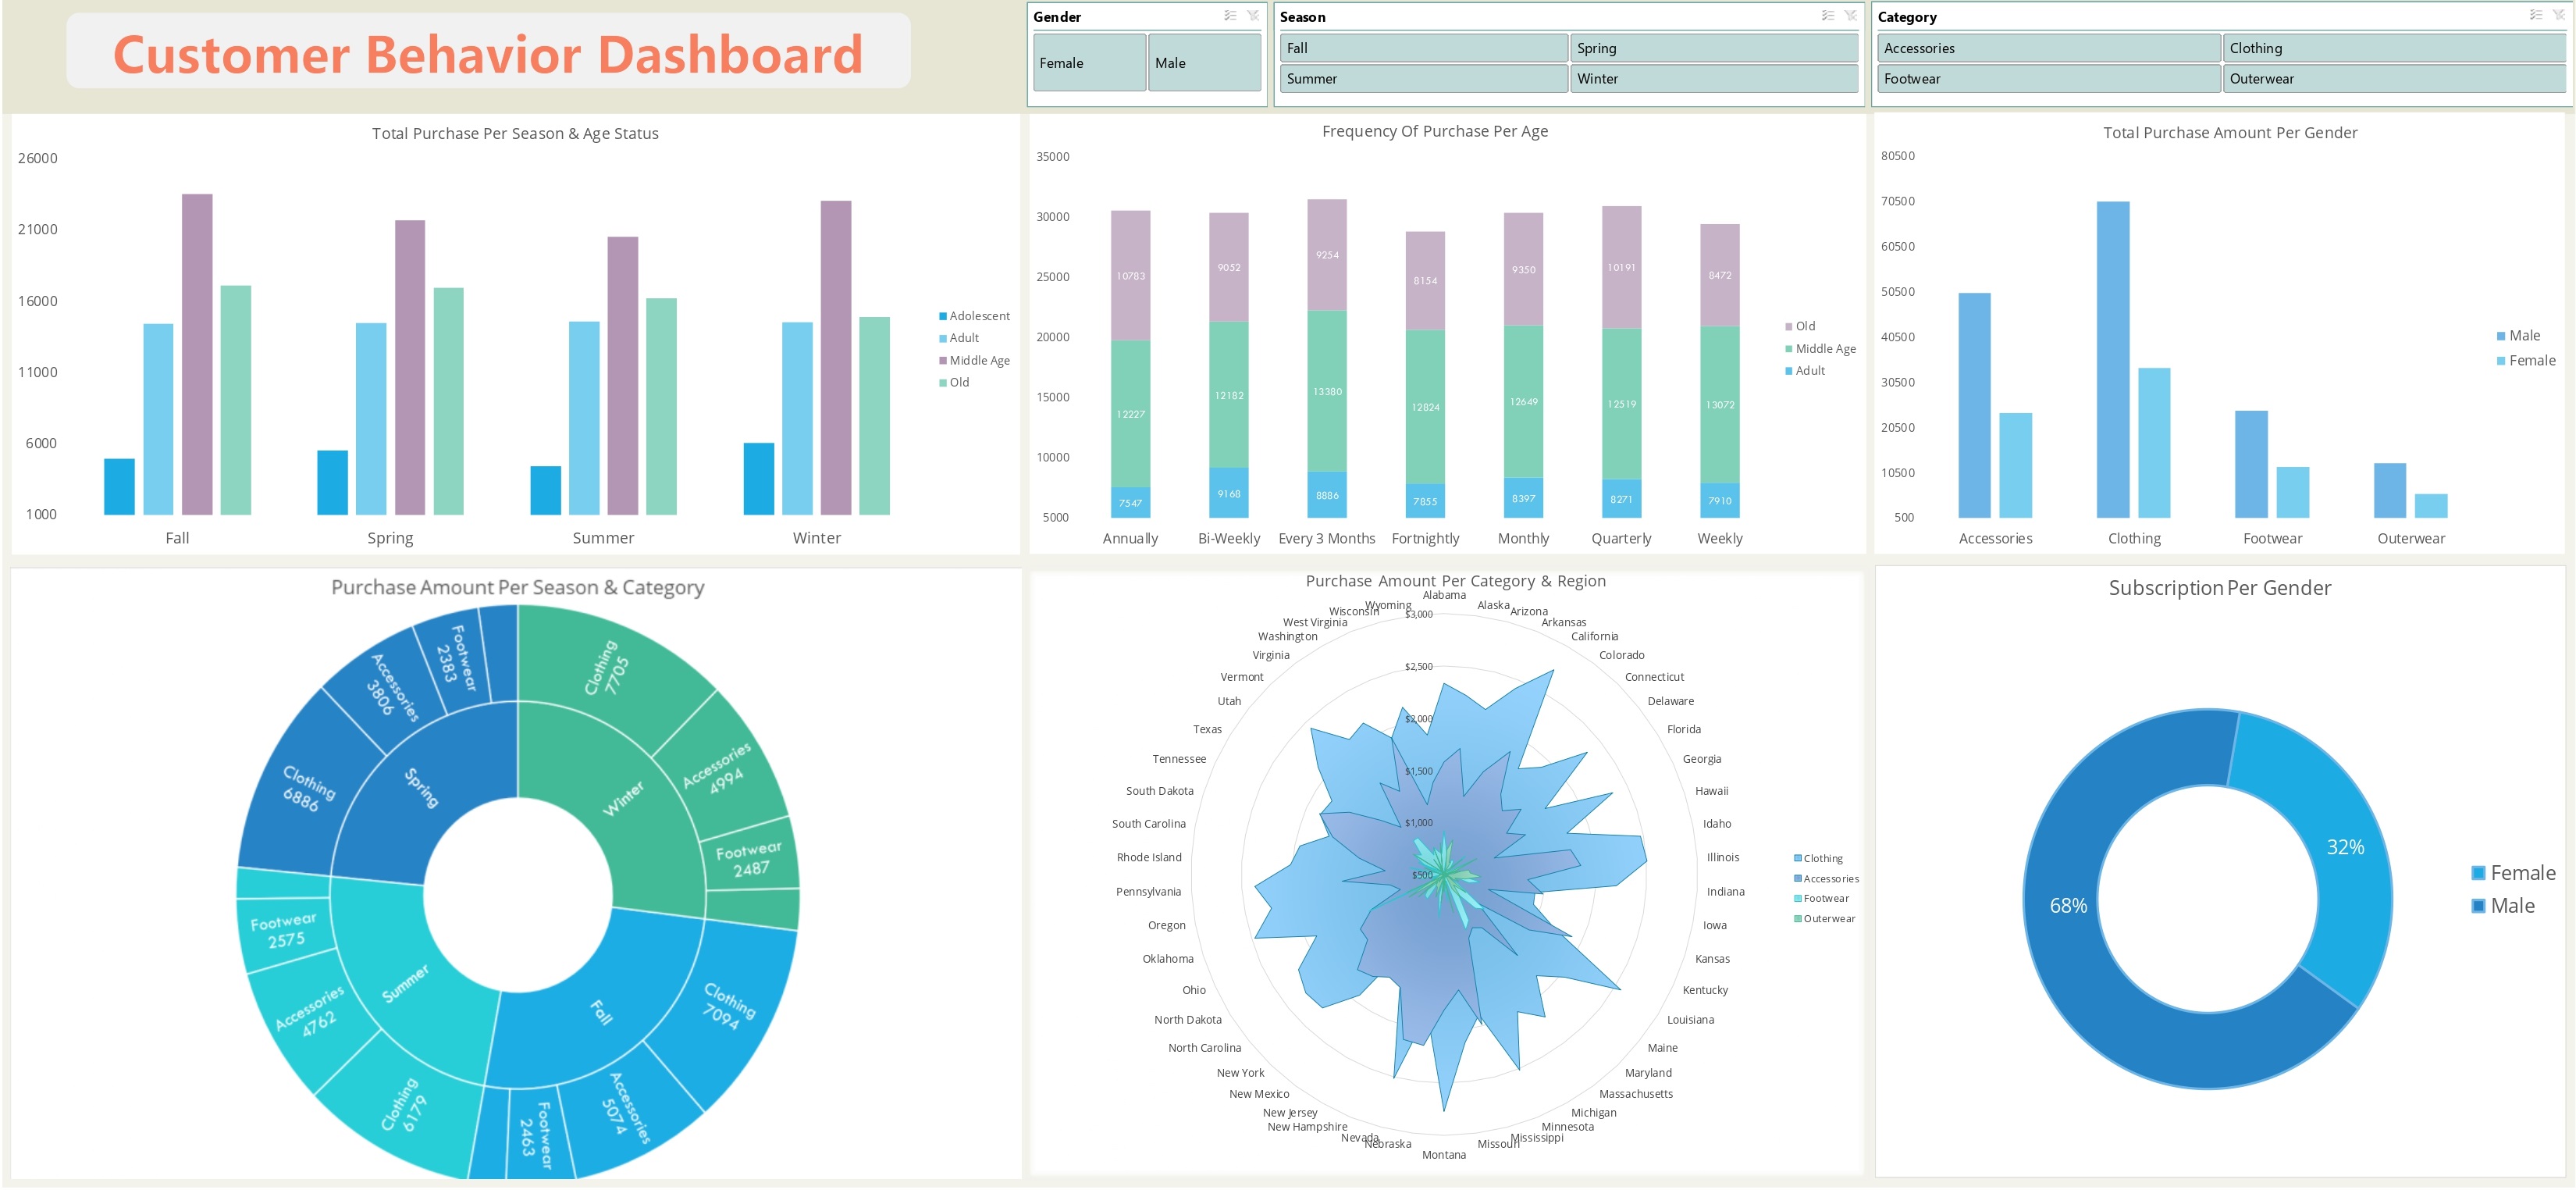 Customer Behavior Dashboard
Gender
Female
Male
Season
Fall
Spring
Summer
Winter
Category
Accessories
Clothing
Footwear
Outerwear
Total Purchase Per Season & Age Status
26000
21000
16000
11000
6000
1000
Fall
Spring
Summer
Winter
Adolescent
Adult
Middle Age
Old
Frequency Of Purchase Per Age
35000
30000
25000
20000
15000
10000
5000
10783
9052
9254
8154
9350
10191
8472
12227
12182
13380
12824
12649
12519
13072
7547
9168
8886
7855
8397
8271
7910
Annually
Bi-Weekly
Every 3 Months
Fortnightly
Monthly
Quarterly
Weekly
Old
Middle Age
Adult
Total Purchase Amount Per Gender
80500
70500
60500
50500
40500
30500
20500
10500
500
Accessories
Clothing
Footwear
Outerwear
Male
Female
Purchase Amount Per Season & Category
Winter
Clothing
7705
Accessories
4994
Footwear
2487
Fall
Clothing
7094
Accessories
5074
Footwear
2463
Summer
Clothing
6179
Accessories
4762
Footwear
2575
Spring
Clothing
6886
Accessories
3806
Footwear
2383
Purchase Amount Per Category & Region
Alabama
Alaska
Arizona
Arkansas
California
Colorado
Connecticut
Delaware
Florida
Georgia
Hawaii
Idaho
Illinois
Indiana
Iowa
Kansas
Kentucky
Louisiana
Maine
Maryland
Massachusetts
Michigan
Minnesota
Mississippi
Missouri
Montana
Nebraska
Nevada
New Hampshire
New Jersey
New Mexico
New York
North Carolina
North Dakota
Ohio
Oklahoma
Oregon
Pennsylvania
Rhode Island
South Carolina
South Dakota
Tennessee
Texas
Utah
Vermont
Virginia
Washington
West Virginia
Wisconsin
Wyoming
$3,000
$2,500
$2,000
$1,500
$1,000
$500
Clothing
Accessories
Footwear
Outerwear
Subscription Per Gender
32%
68%
Female
Male